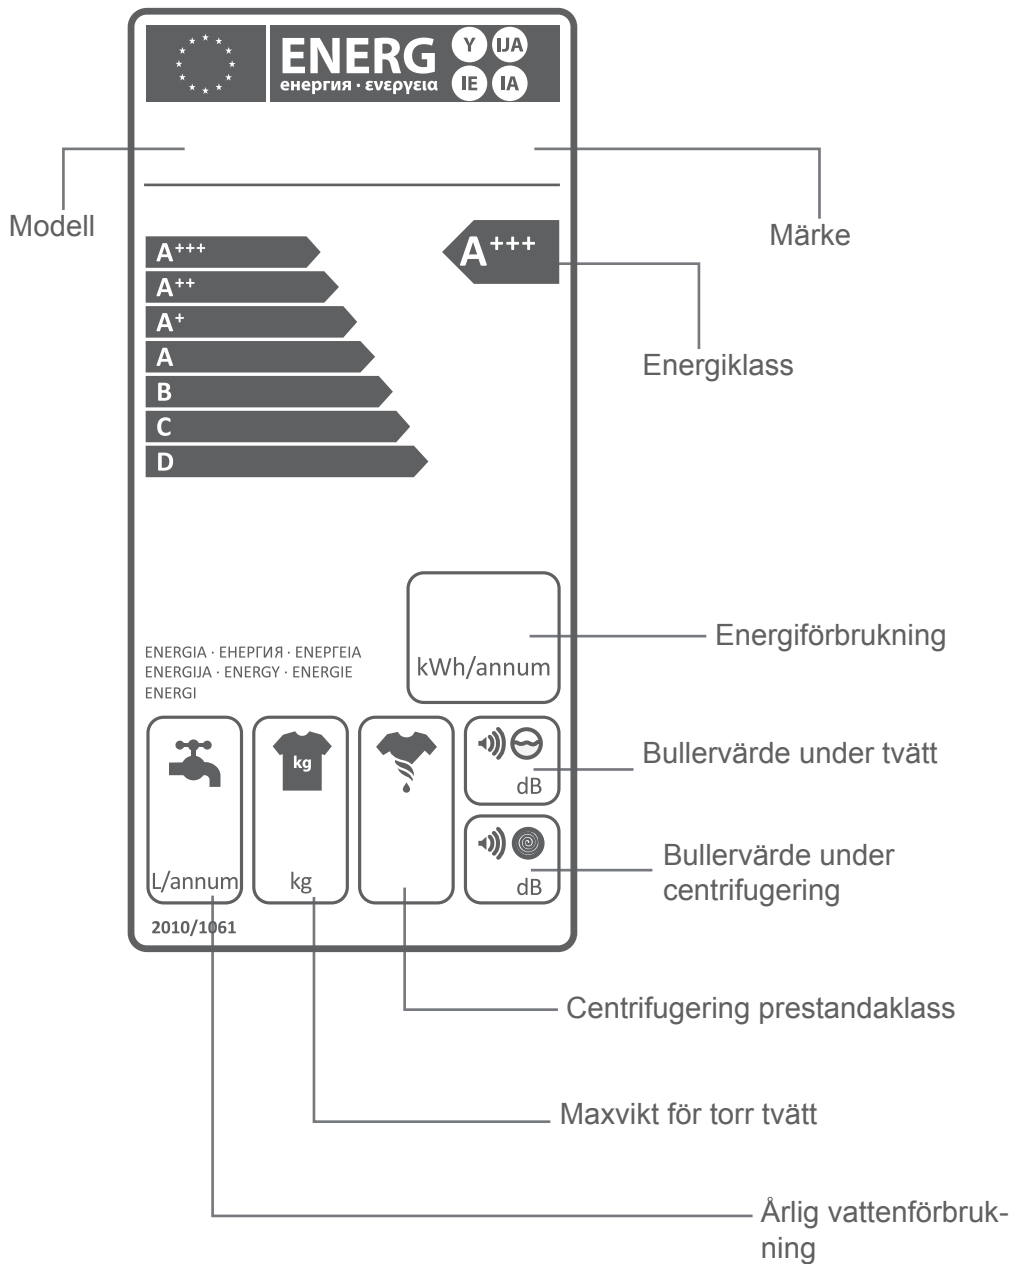 ENERG Y IJA
енергия · ενεργεια IE IA
Modell
Märke
A+++
A+++
A++
A+
A
B
C
D
Energiklass
Energiförbrukning
ENERGIA · ЕНЕРГИЯ · ΕΝΕΡΓΕΙΑ
ENERGIJA · ENERGY · ENERGIE
ENERGI
kWh/annum
kg
Bullervärde under tvätt
dB
Bullervärde under
centrifugering
L/annum
kg
dB
2010/1061
Centrifugering prestandaklass
Maxvikt för torr tvätt
Årlig vattenförbruk-
ning